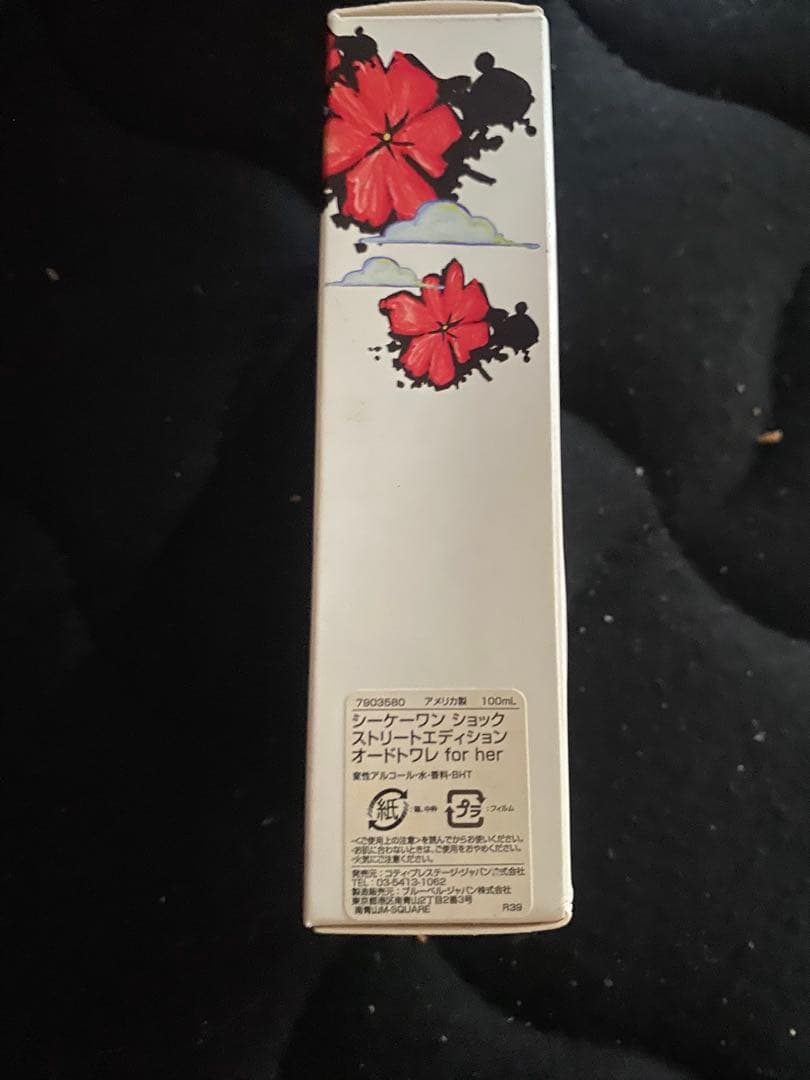 7903580 アメリカ製 100mL
シーケーワン ショック
ストリートエディション
オードトワレ for her
変性アルコール・水・香料・BHT
紙 :箱、中枠 プラ :フィルム
・<ご使用上の注意>を読んでからお使いください。
・お肌に合わないときは、ご使用をおやめください。
・火気にご注意ください。
発売元:コティ・プレステージ・ジャパン株式会社
TEL:03-5413-1062
製造販売元:ブルーベル・ジャパン株式会社
東京都港区南青山2丁目2番3号
南青山M-SQUARE R39